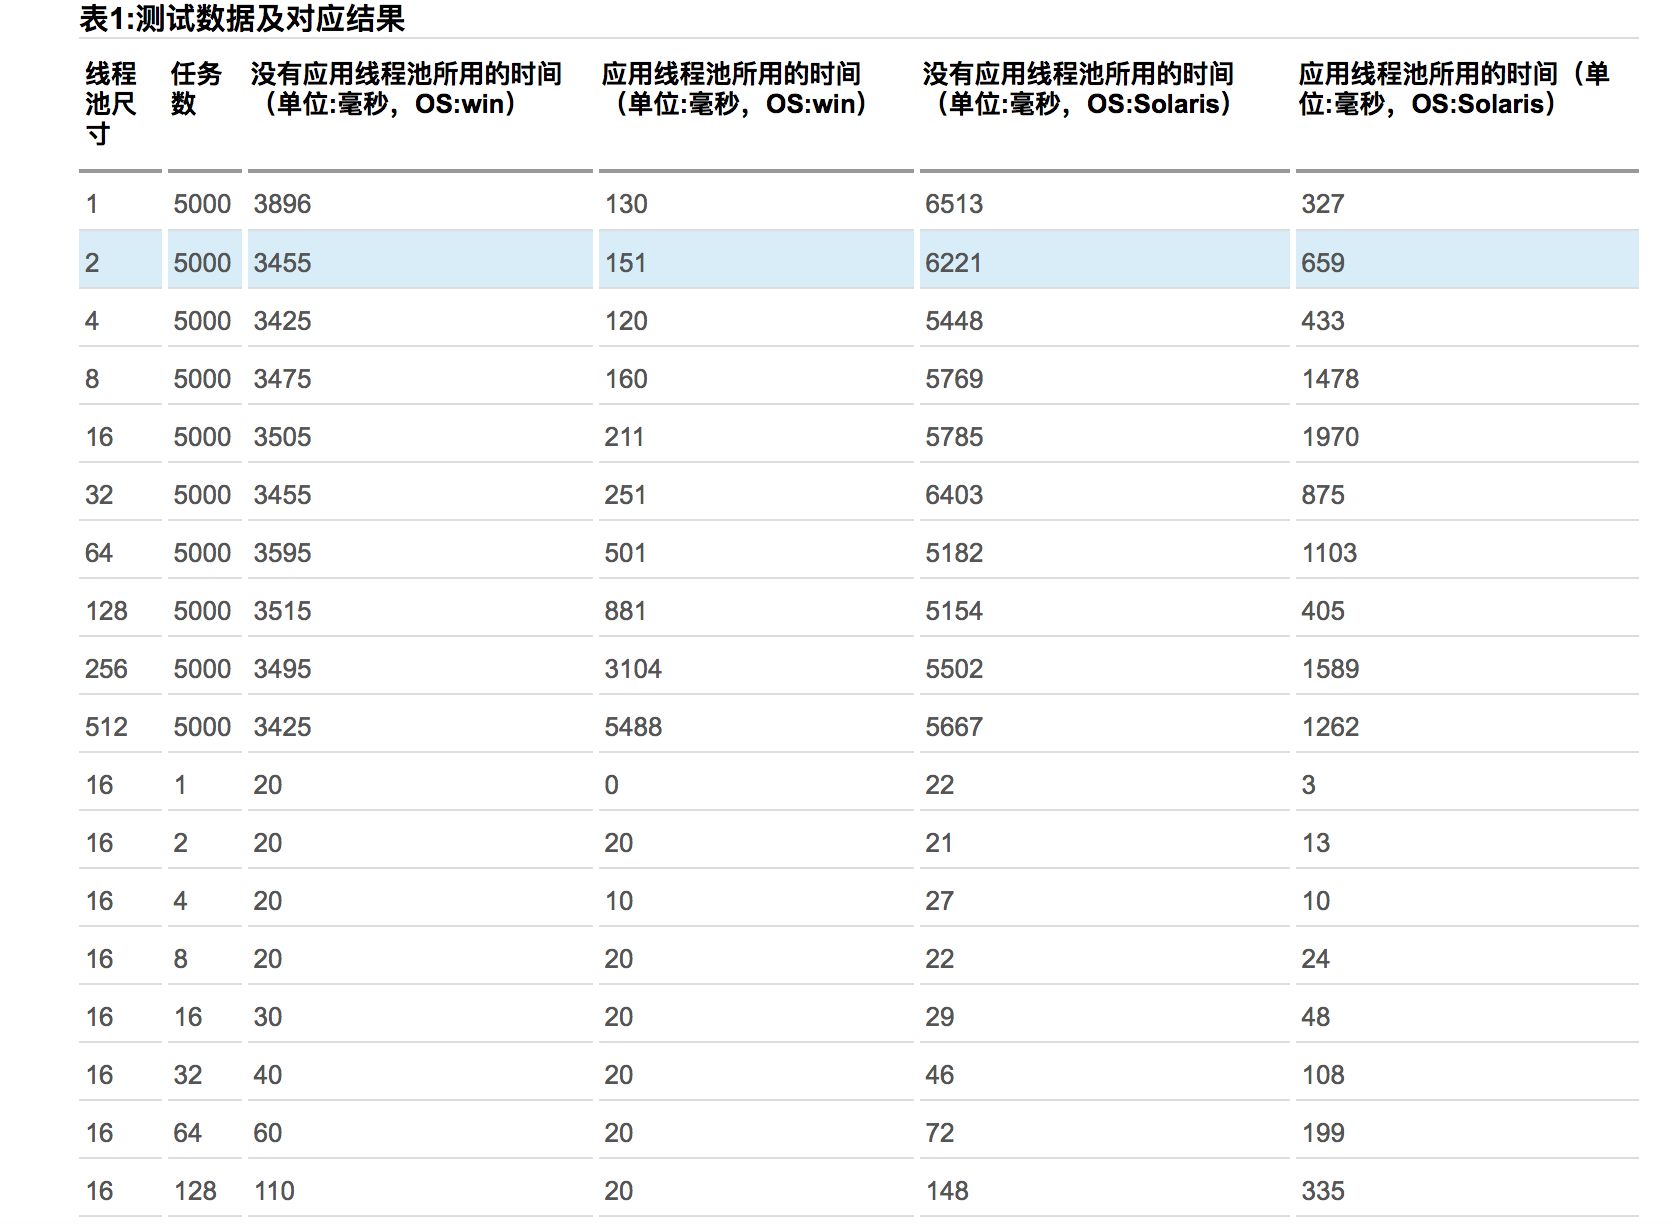 表1:测试数据及对应结果
线程池尺寸 任务数 没有应用线程池所用的时间（单位:毫秒，OS:win） 应用线程池所用的时间（单位:毫秒，OS:win） 没有应用线程池所用的时间（单位:毫秒，OS:Solaris） 应用线程池所用的时间（单位:毫秒，OS:Solaris）
1 5000 3896 130 6513 327
2 5000 3455 151 6221 659
4 5000 3425 120 5448 433
8 5000 3475 160 5769 1478
16 5000 3505 211 5785 1970
32 5000 3455 251 6403 875
64 5000 3595 501 5182 1103
128 5000 3515 881 5154 405
256 5000 3495 3104 5502 1589
512 5000 3425 5488 5667 1262
16 1 20 0 22 3
16 2 20 20 21 13
16 4 20 10 27 10
16 8 20 20 22 24
16 16 30 20 29 48
16 32 40 20 46 108
16 64 60 20 72 199
16 128 110 20 148 335